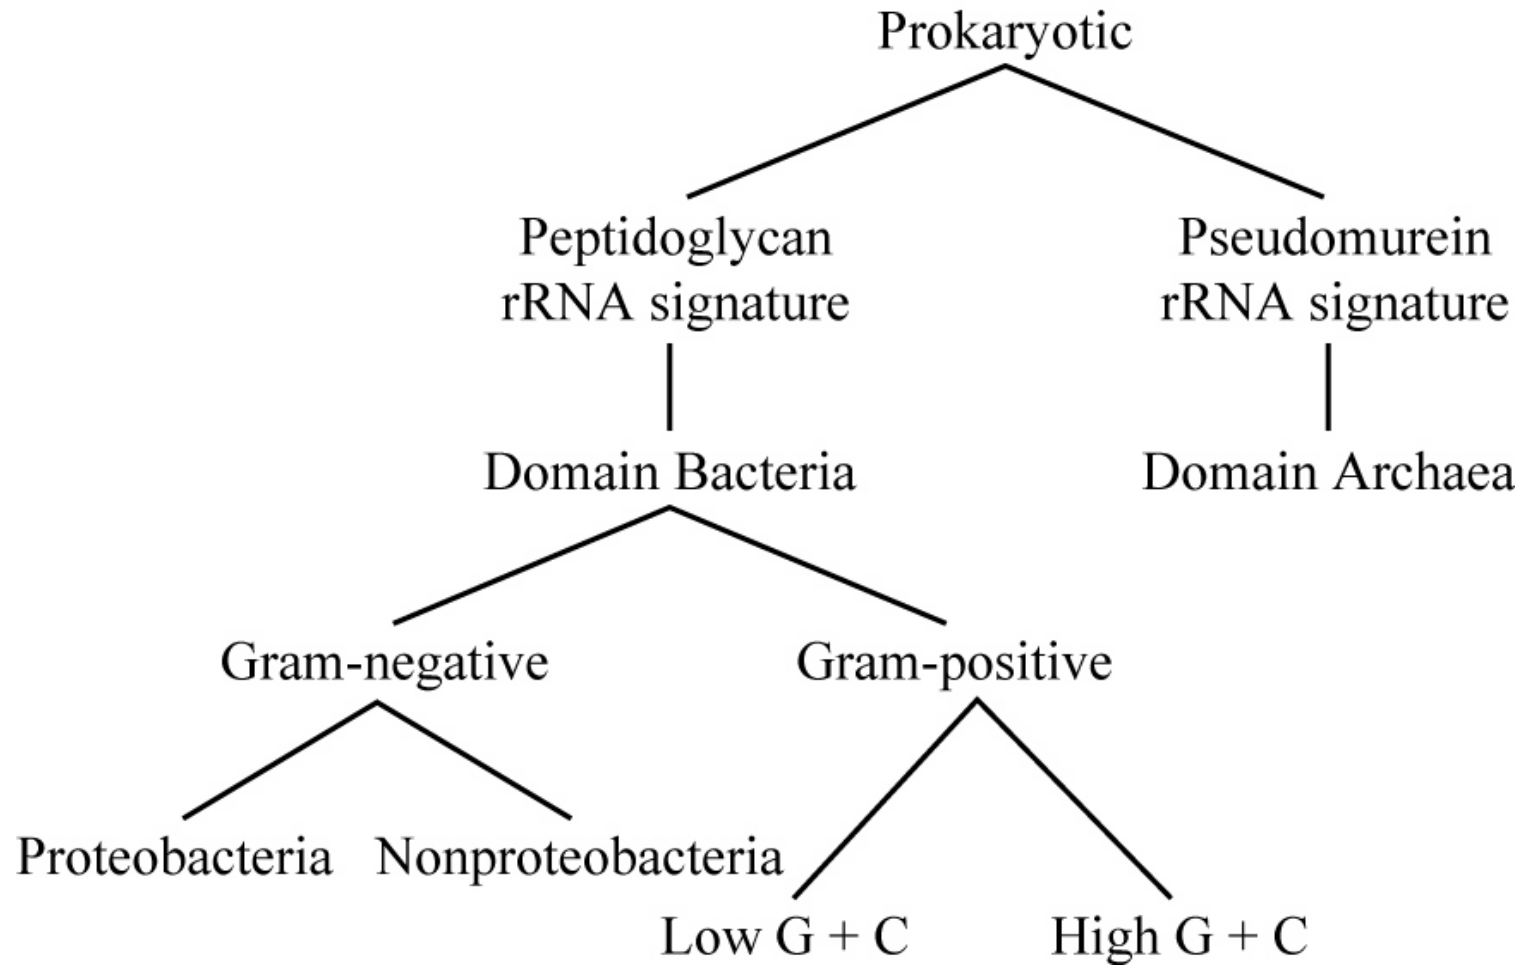 Prokaryotic
Peptidoglycan
rRNA signature
Pseudomurein
rRNA signature
Domain Bacteria
Domain Archaea
Gram-negative
Gram-positive
Proteobacteria
Nonproteobacteria
Low G + C
High G + C